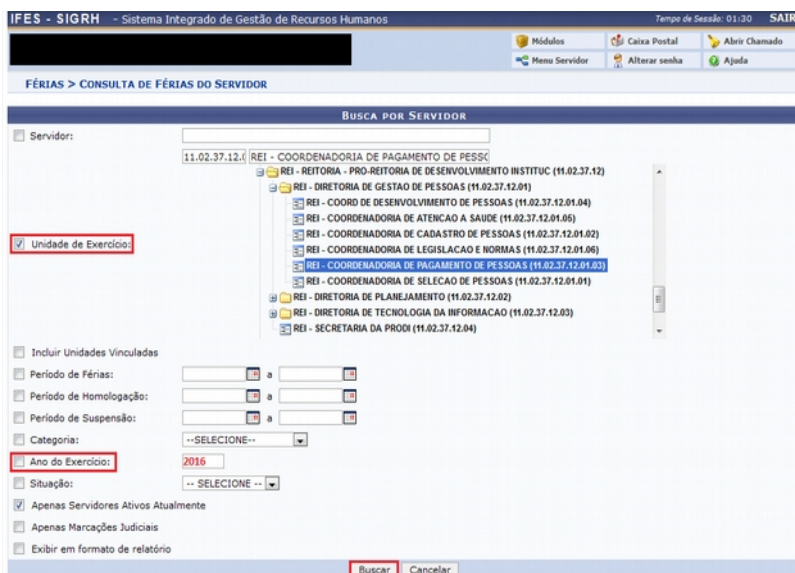 IFES - SIGRH - Sistema Integrado de Gestão de Recursos Humanos Tempo de Sessão: 01:30 SAIR
Módulos Caixa Postal Abrir Chamado
Menu Servidor Alterar senha Ajuda
FÉRIAS > CONSULTA DE FÉRIAS DO SERVIDOR
BUSCA POR SERVIDOR
Servidor:
11.02.37.12.0 REI - COORDENADORIA DE PAGAMENTO DE PESSO
REI - REITORIA - PRO-REITORIA DE DESENVOLVIMENTO INSTITUC (11.02.37.12)
REI - DIRETORIA DE GESTAO DE PESSOAS (11.02.37.12.01)
REI - COORD DE DESENVOLVIMENTO DE PESSOAS (11.02.37.12.01.04)
REI - COORDENADORIA DE ATENCAO A SAUDE (11.02.37.12.01.05)
REI - COORDENADORIA DE CADASTRO DE PESSOAS (11.02.37.12.01.02)
Unidade de Exercício: REI - COORDENADORIA DE LEGISLACAO E NORMAS (11.02.37.12.01.06)
REI - COORDENADORIA DE PAGAMENTO DE PESSOAS (11.02.37.12.01.03)
REI - COORDENADORIA DE SELECAO DE PESSOAS (11.02.37.12.01.01)
REI - DIRETORIA DE PLANEJAMENTO (11.02.37.12.02)
REI - DIRETORIA DE TECNOLOGIA DA INFORMACAO (11.02.37.12.03)
REI - SECRETARIA DA PRODI (11.02.37.12.04)
Incluir Unidades Vinculadas
Período de Férias: a
Período de Homologação: a
Período de Suspensão: a
Categoria: --SELECIONE--
Ano do Exercício: 2016
Situação: -- SELECIONE --
Apenas Servidores Ativos Atualmente
Apenas Marcações Judiciais
Exibir em formato de relatório
Buscar Cancelar